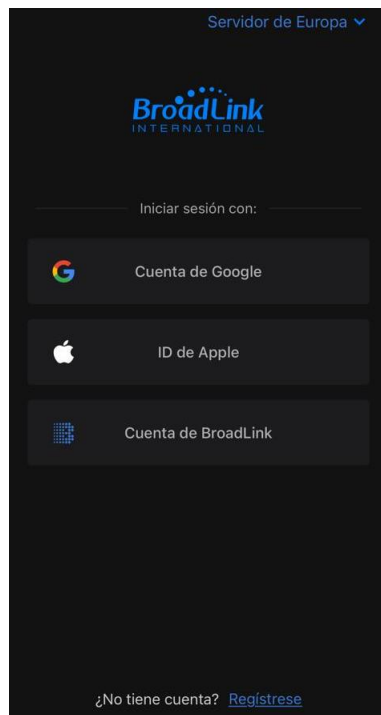 Servidor de Europa
BroadLink
INTERNATIONAL
Iniciar sesión con:
Cuenta de Google
ID de Apple
Cuenta de BroadLink
¿No tiene cuenta? Regístrese